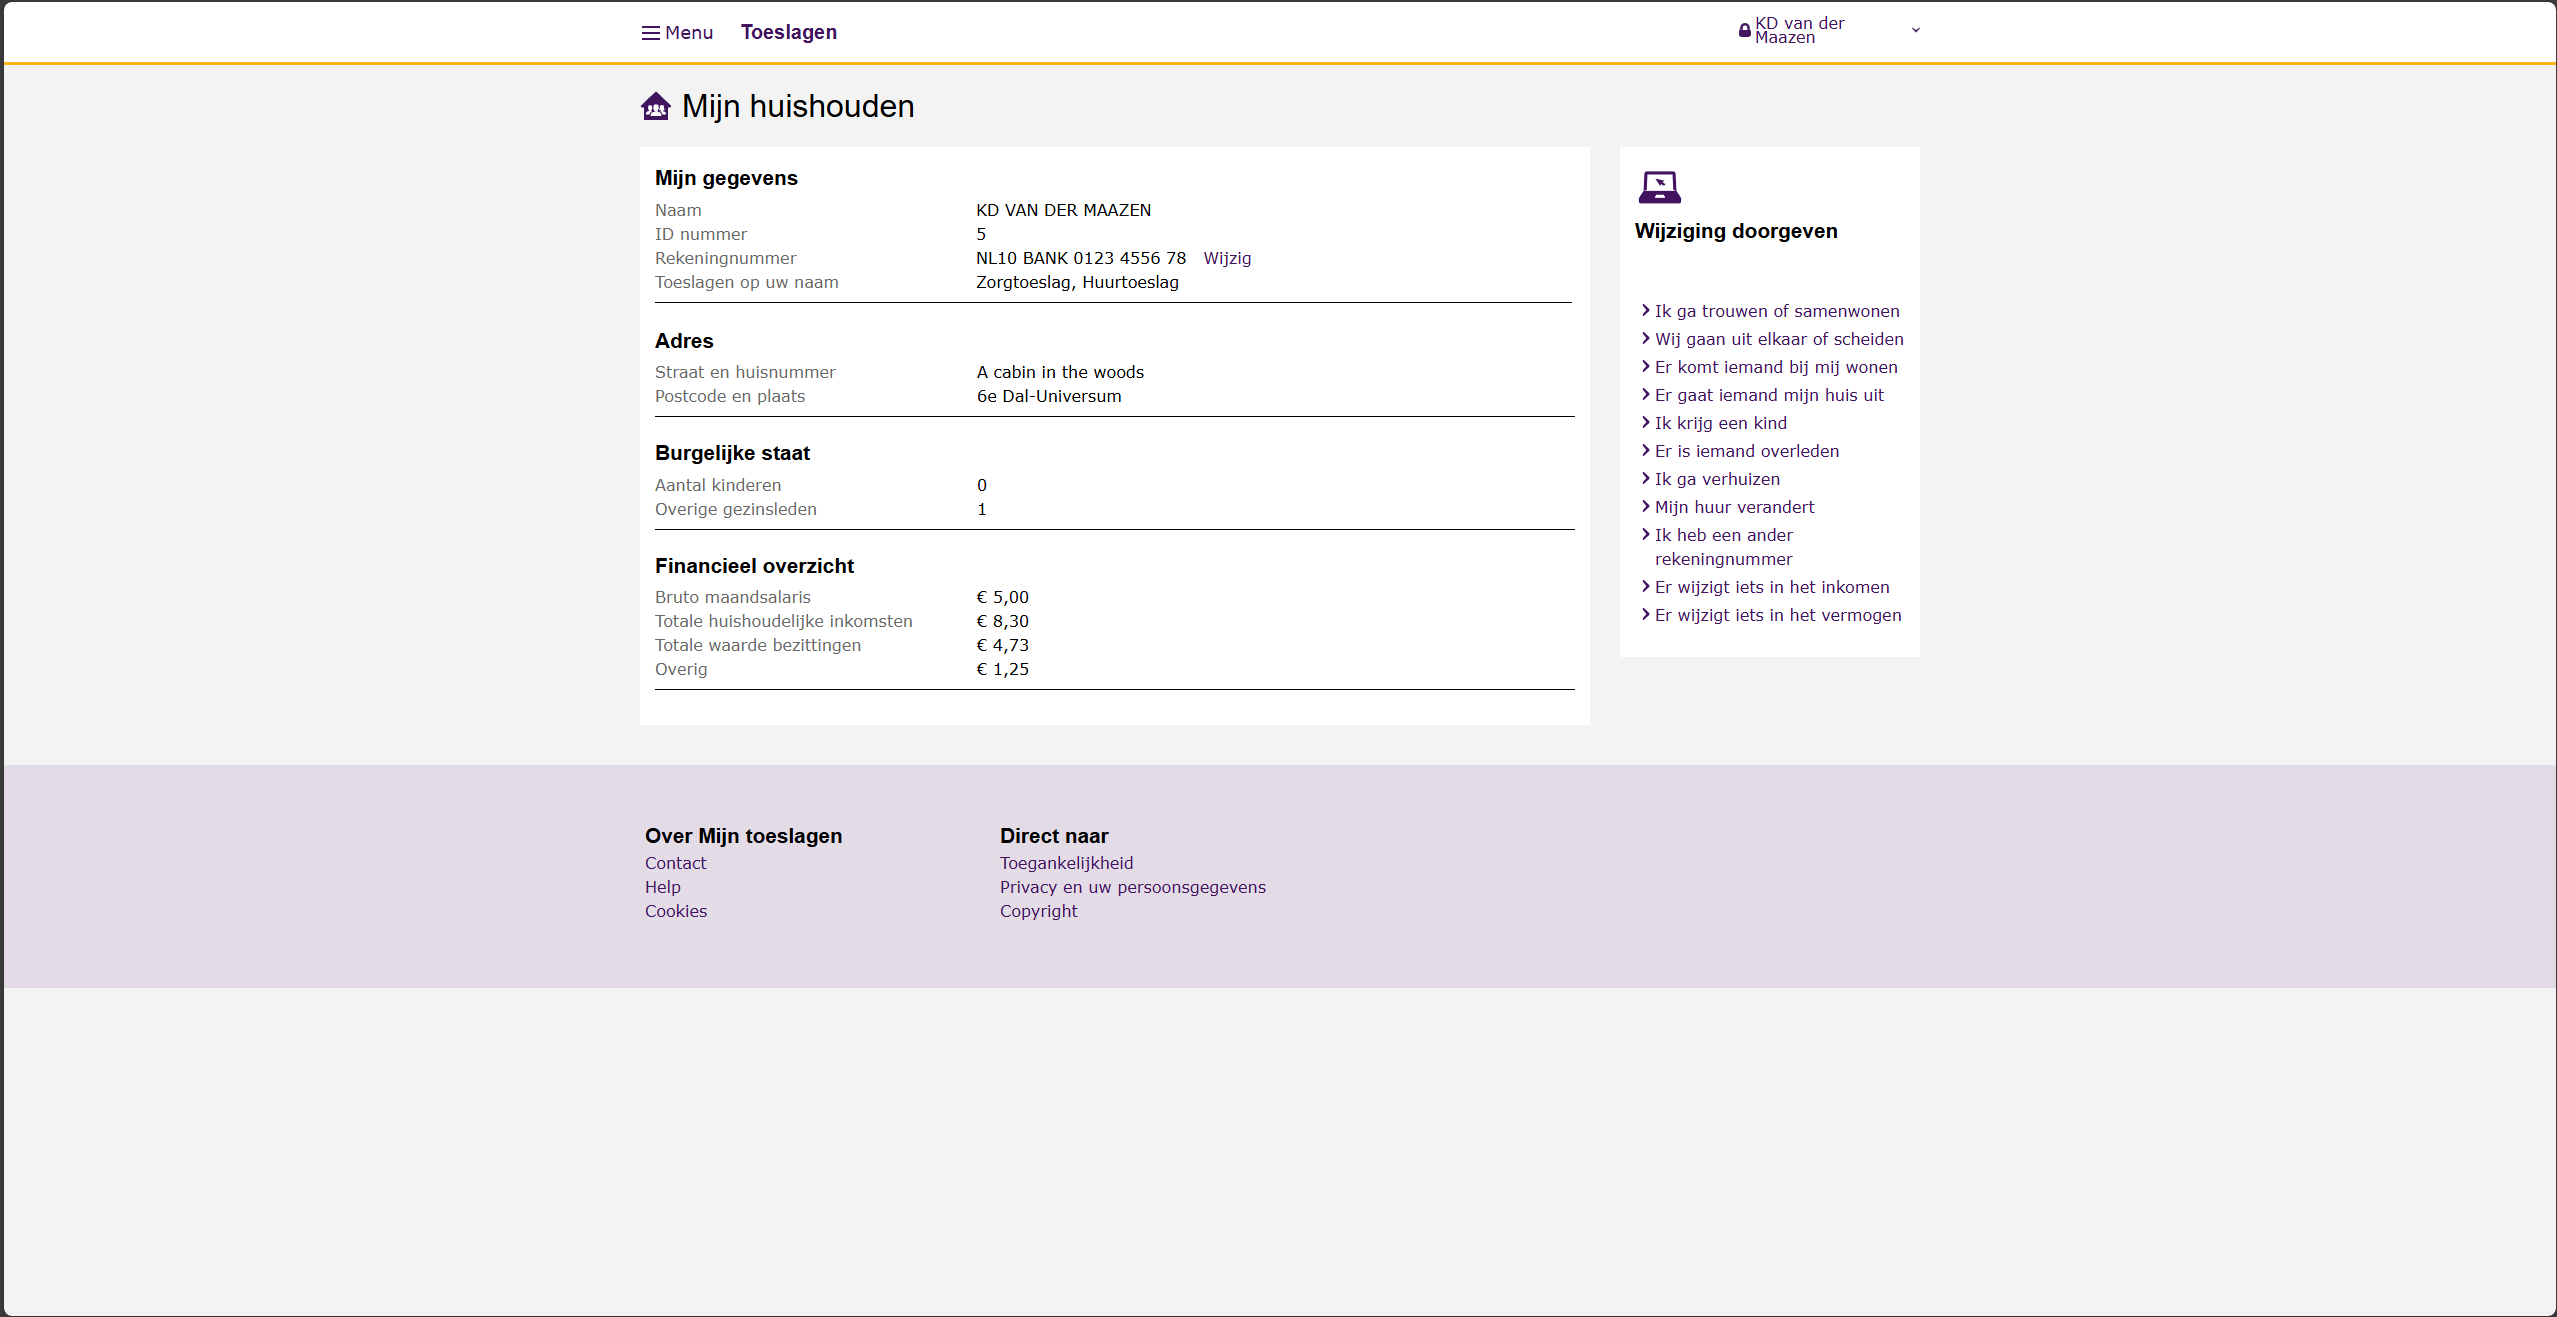 Menu
Toeslagen
KD van der
Maazen
Mijn huishouden
Mijn gegevens
Naam KD VAN DER MAAZEN
ID nummer 5
Rekeningnummer NL10 BANK 0123 4556 78 Wijzig
Toeslagen op uw naam Zorgtoeslag, Huurtoeslag
Adres
Straat en huisnummer A cabin in the woods
Postcode en plaats 6e Dal-Universum
Burgelijke staat
Aantal kinderen 0
Overige gezinsleden 1
Financieel overzicht
Bruto maandsalaris € 5,00
Totale huishoudelijke inkomsten € 8,30
Totale waarde bezittingen € 4,73
Overig € 1,25
Wijziging doorgeven
Ik ga trouwen of samenwonen
Wij gaan uit elkaar of scheiden
Er komt iemand bij mij wonen
Er gaat iemand mijn huis uit
Ik krijg een kind
Er is iemand overleden
Ik ga verhuizen
Mijn huur verandert
Ik heb een ander
rekeningnummer
Er wijzigt iets in het inkomen
Er wijzigt iets in het vermogen
Over Mijn toeslagen
Contact
Help
Cookies
Direct naar
Toegankelijkheid
Privacy en uw persoonsgegevens
Copyright